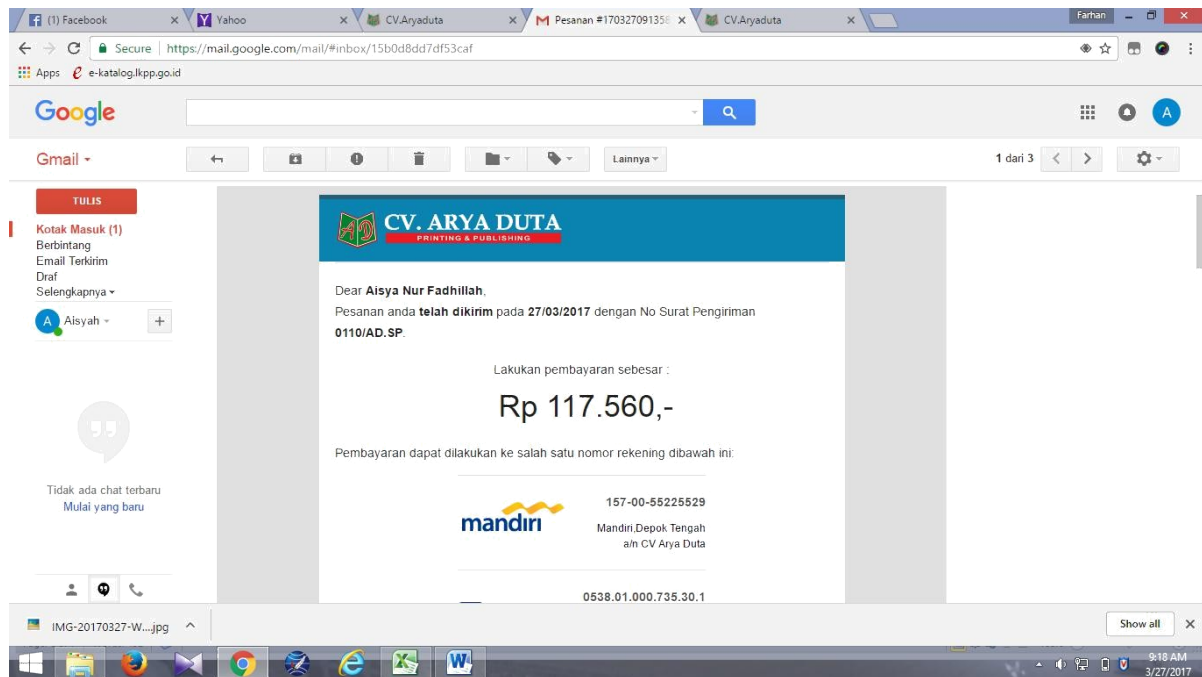 (1) Facebook
Yahoo
CV.Aryaduta
Pesanan #170327091358
CV.Aryaduta
Farhan
Secure
https://mail.google.com/mail/#inbox/15b0d8dd7df53caf
Apps
e-katalog.lkpp.go.id
Google
A
Gmail
Lainnya
1 dari 3
TULIS
Kotak Masuk (1)
Berbintang
Email Terkirim
Draf
Selengkapnya
A Aisyah
+
Tidak ada chat terbaru
Mulai yang baru
AD CV. ARYA DUTA
PRINTING & PUBLISHING
Dear Aisya Nur Fadhillah,
Pesanan anda telah dikirim pada 27/03/2017 dengan No Surat Pengiriman
0110/AD.SP.
Lakukan pembayaran sebesar :
Rp 117.560,-
Pembayaran dapat dilakukan ke salah satu nomor rekening dibawah ini:
mandiri
157-00-55225529
Mandiri,Depok Tengah
a/n CV Arya Duta
0538.01.000.735.30.1
IMG-20170327-W....jpg
Show all
9:18 AM
3/27/2017